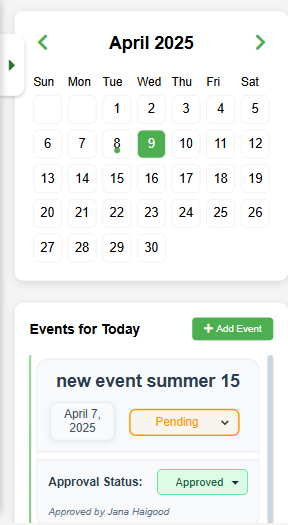 April 2025
Sun Mon Tue Wed Thu Fri Sat
1 2 3 4 5
6 7 8 9 10 11 12
13 14 15 16 17 18 19
20 21 22 23 24 25 26
27 28 29 30
Events for Today
+ Add Event
new event summer 15
April 7,
2025
Pending
Approval Status:
Approved
Approved by Jana Haigood